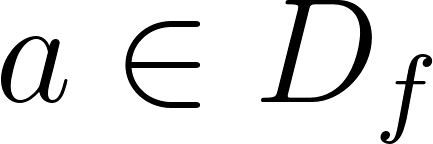 a ∈ D_f